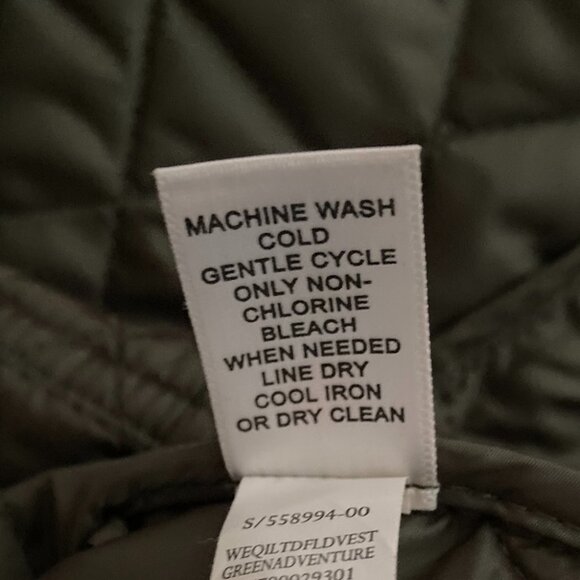 MACHINE WASH
COLD
GENTLE CYCLE
ONLY NON-
CHLORINE
BLEACH
WHEN NEEDED
LINE DRY
COOL IRON
OR DRY CLEAN
S/558994-00
WEQILTDFLDVEST
GREENADVENTURE